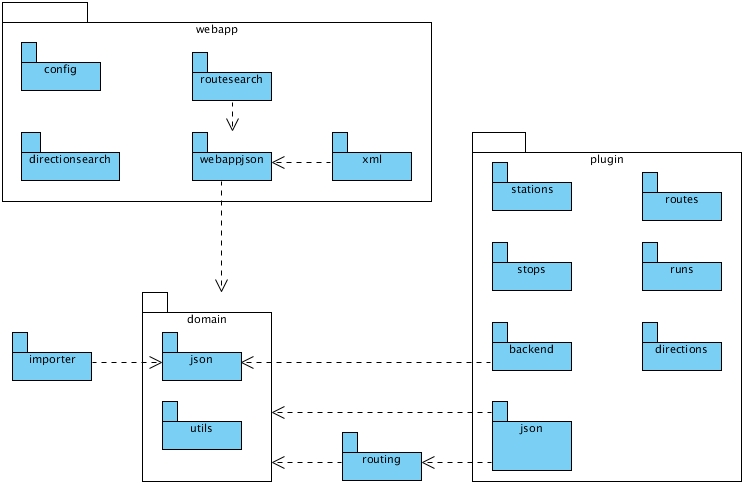 webapp
config
routesearch
directionsearch
webappjson
xml
plugin
stations
routes
stops
runs
domain
importer
json
backend
directions
utils
routing
json